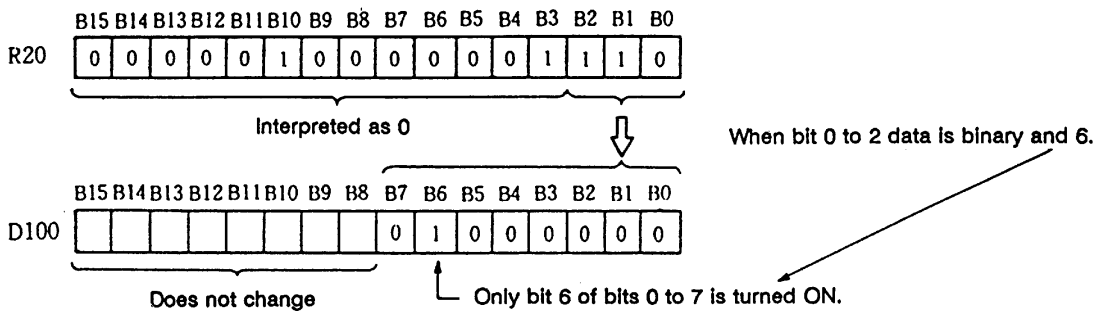 B15 B14 B13 B12 B11 B10 B9 B8 B7 B6 B5 B4 B3 B2 B1 B0
R20 0 0 0 0 0 1 0 0 0 0 0 0 1 1 1 0
Interpreted as 0
When bit 0 to 2 data is binary and 6.
B15 B14 B13 B12 B11 B10 B9 B8 B7 B6 B5 B4 B3 B2 B1 B0
D100 0 1 0 0 0 0 0 0
Does not change
Only bit 6 of bits 0 to 7 is turned ON.